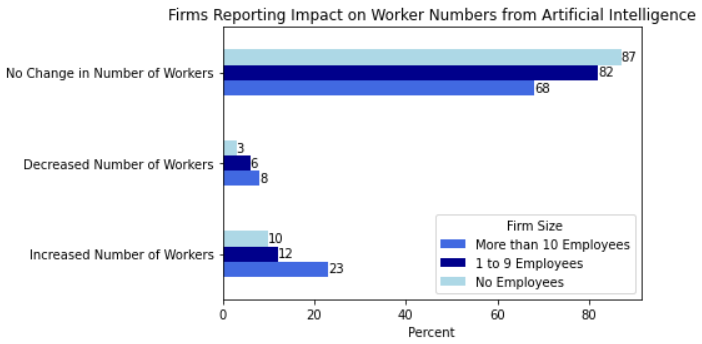 Firms Reporting Impact on Worker Numbers from Artificial Intelligence
No Change in Number of Workers
87
82
68
Decreased Number of Workers
3
6
8
Increased Number of Workers
10
12
23
Firm Size
More than 10 Employees
1 to 9 Employees
No Employees
0 20 40 60 80
Percent